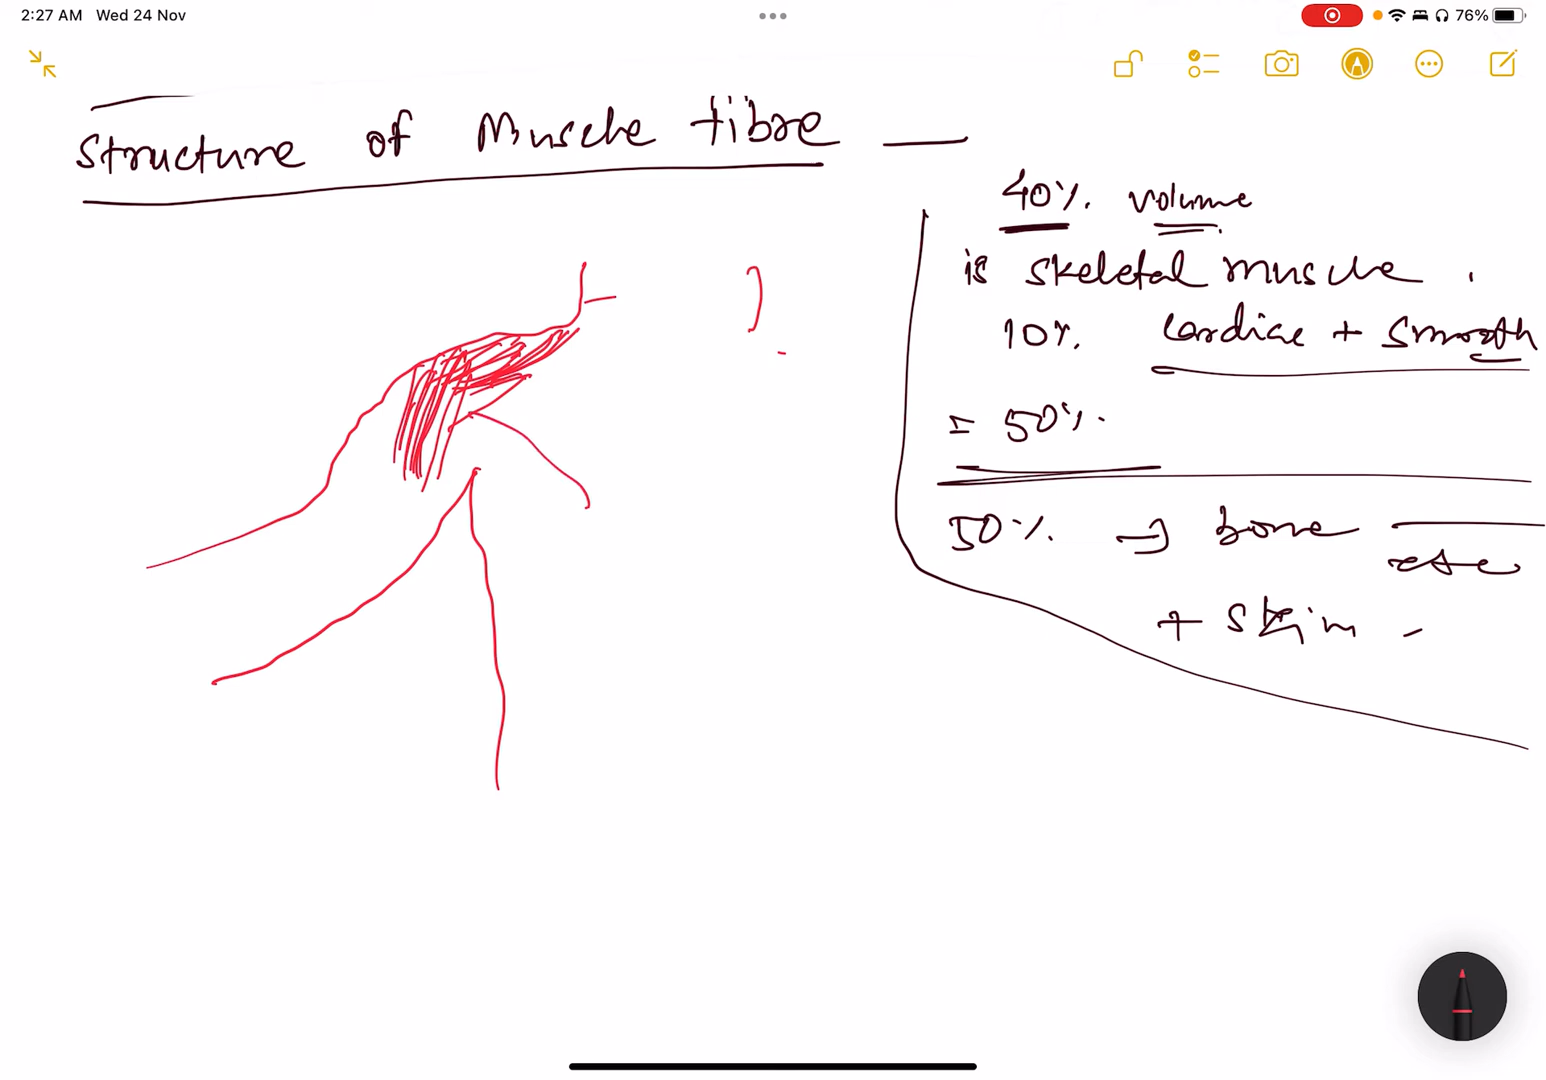 2:27 AM Wed 24 Nov
76%
Structure of Muscle fibre —
40% volume
is skeletal muscle .
10% cardiac + Smooth
= 50%.
50% → bone etc
+ skin -